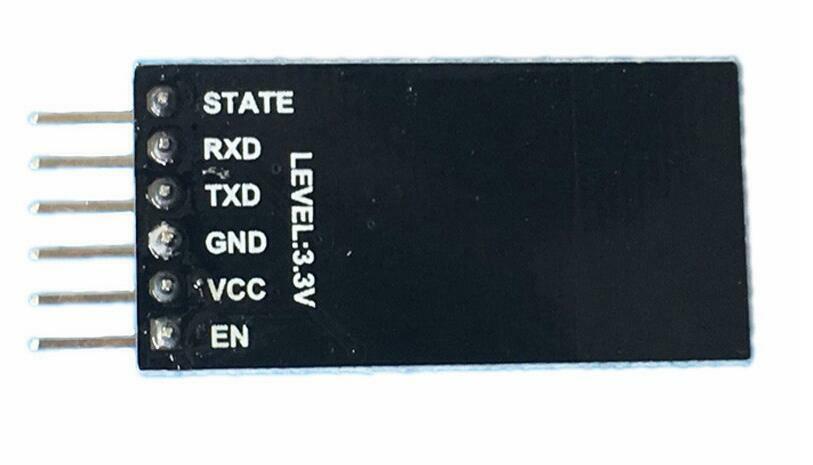 STATE
RXD
TXD
GND
VCC
EN
LEVEL:3.3V